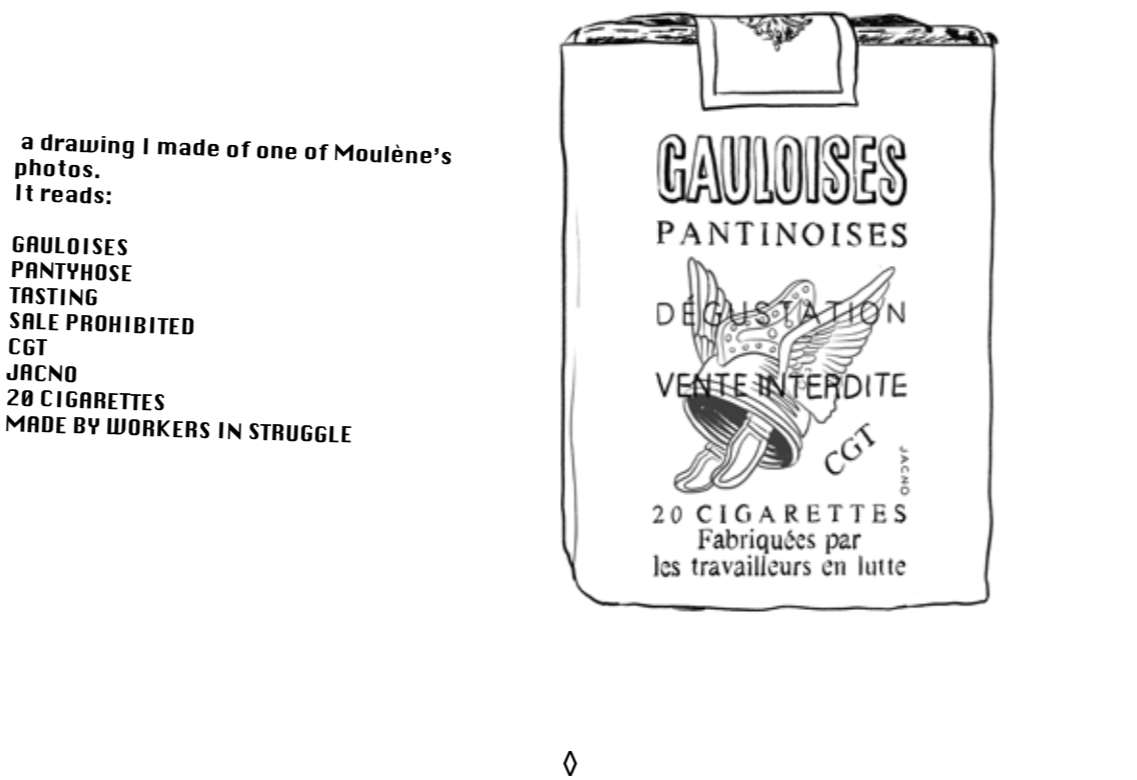 a drawing I made of one of Moulène's
photos.
It reads:
GAULOISES
PANTYHOSE
TASTING
SALE PROHIBITED
CGT
JACNO
20 CIGARETTES
MADE BY WORKERS IN STRUGGLE
GAULOISES
PANTINOISES
DÉGUSTATION
VENTE INTERDITE
CGT
JACNO
20 CIGARETTES
Fabriquées par
les travailleurs en lutte